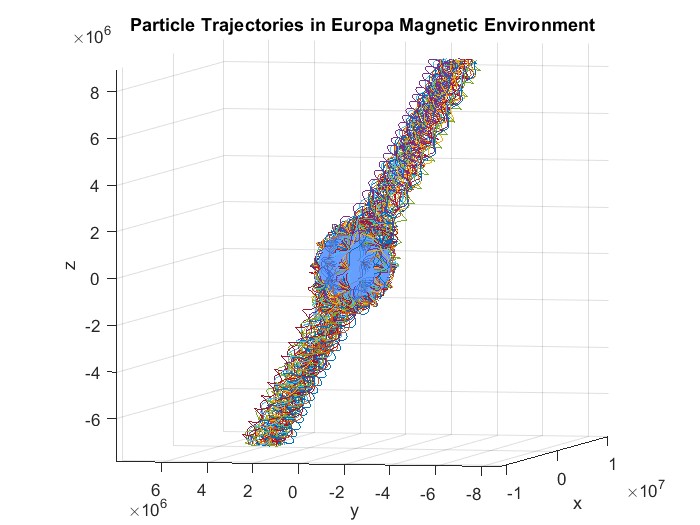 Particle Trajectories in Europa Magnetic Environment
×10⁶
8
6
4
2
0
-2
-4
-6
z
6 4 2 0 -2 -4 -6 -8
×10⁶
y
-1 0 1
x
×10⁷